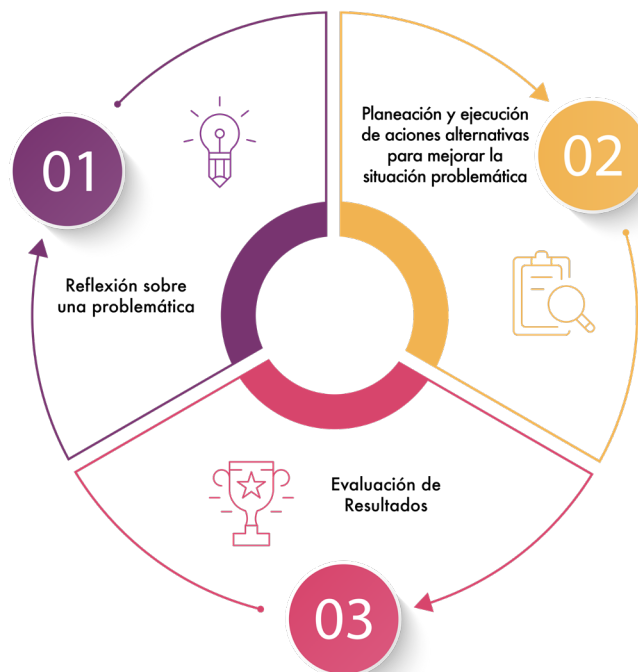 01
Reflexión sobre
una problemática
Planeación y ejecución
de aciones alternativas
para mejorar la
situación problemática
02
Evaluación de
Resultados
03